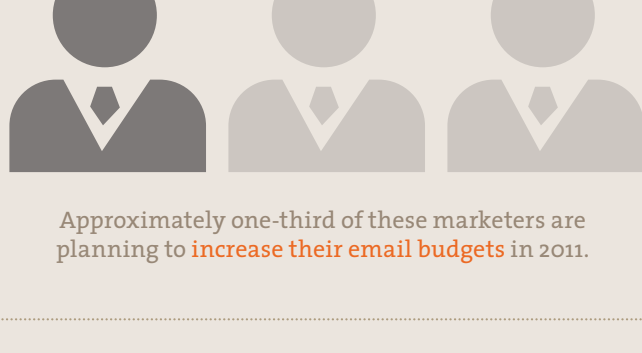 Approximately one-third of these marketers are
planning to increase their email budgets in 2011.